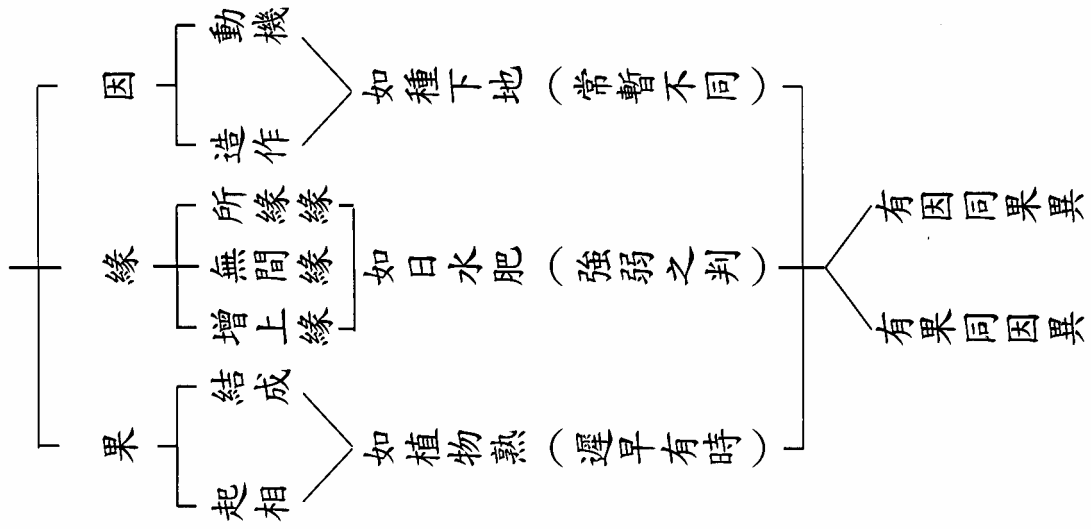 因
動機
造作
如種下地（常暫不同）
緣
所緣緣
無間緣
增上緣
如日水肥（強弱之判）
果
結成
起相
如植物熟（遲早有時）
有因同果異
有果同因異